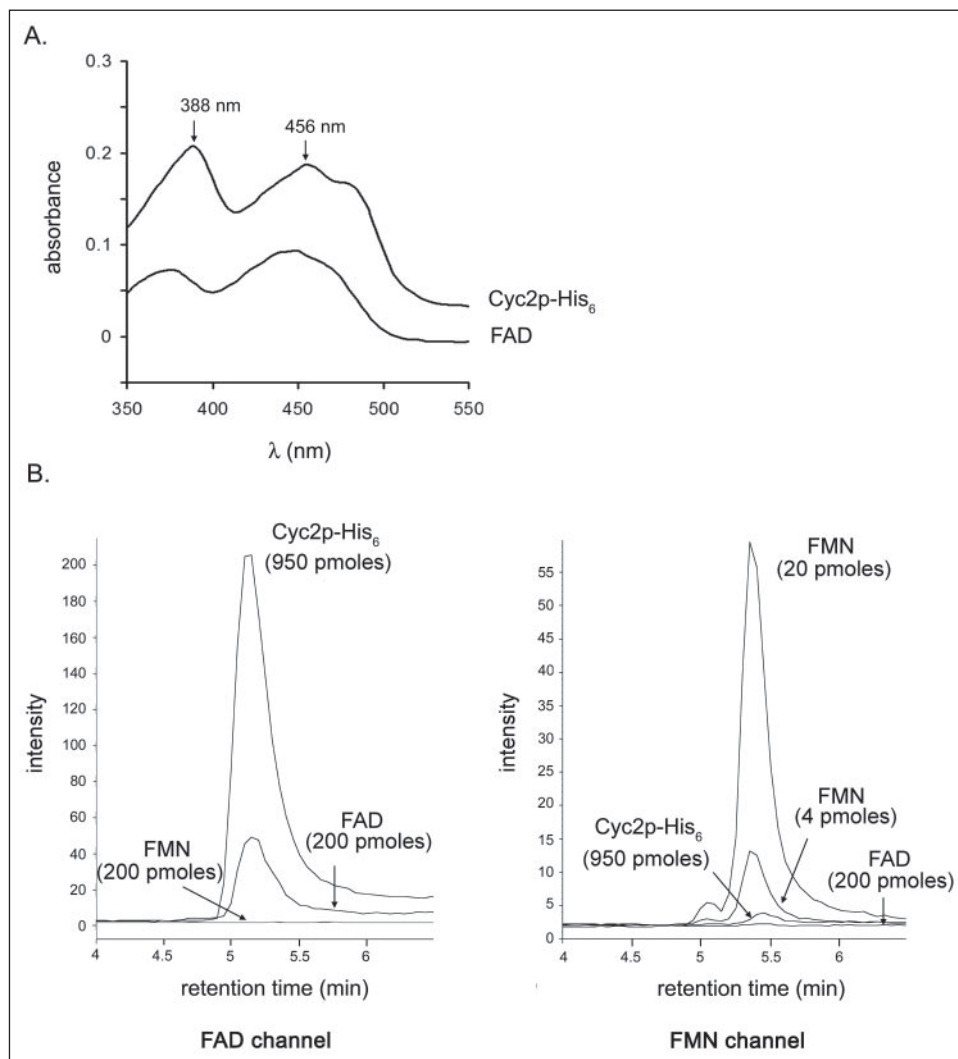 A.
0.3
0.2
0.1
0
absorbance
388 nm
456 nm
Cyc2p-His6
FAD
350 400 450 500 550
λ (nm)
B.
200
180
160
140
120
100
80
60
40
20
0
intensity
Cyc2p-His6
(950 pmoles)
FAD
(200 pmoles)
FMN
(200 pmoles)
4 5 5.5 6
retention time (min)
FAD channel
55
50
45
40
35
30
25
20
15
10
5
0
intensity
FMN
(20 pmoles)
FMN
(4 pmoles)
Cyc2p-His6
(950 pmoles)
FAD
(200 pmoles)
4 4.5 5 5.5 6
retention time (min)
FMN channel